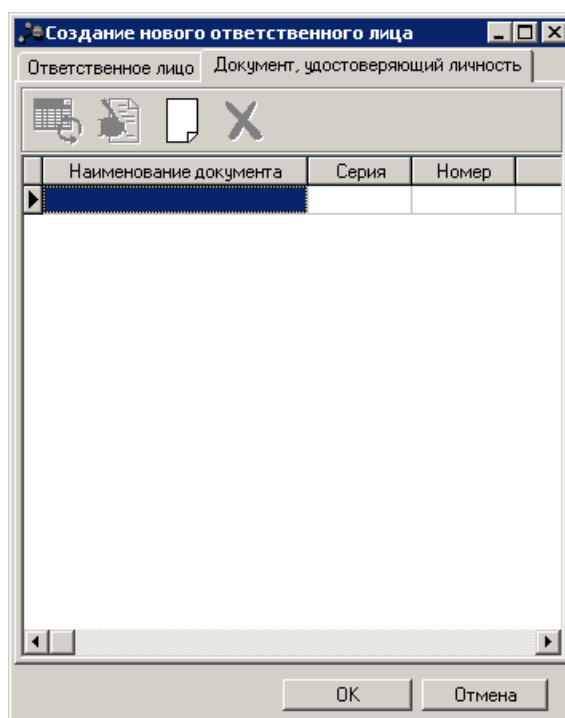 Создание нового ответственного лица
Ответственное лицо Документ, удостоверяющий личность
Наименование документа Серия Номер
OK Отмена